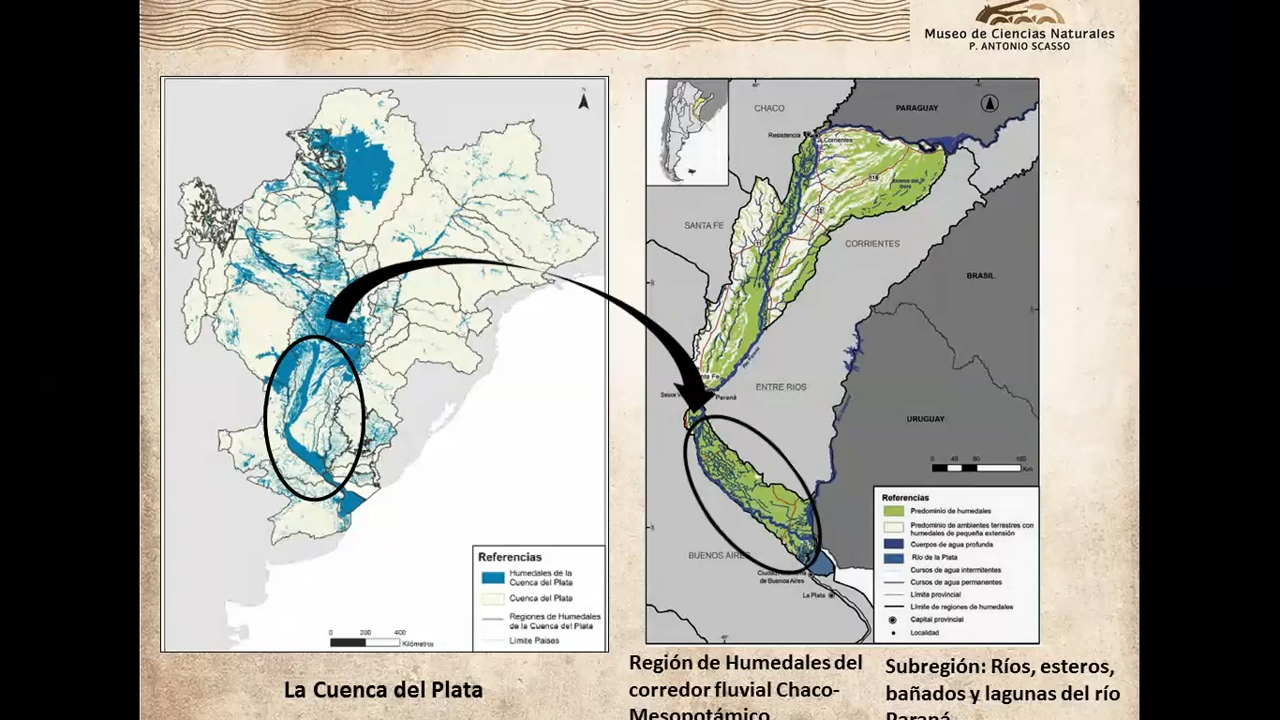 Museo de Ciencias Naturales
P. ANTONIO SCASSO
Referencias
Humedales de la
Cuenca del Plata
Cuenca del Plata
Regiones de Humedales
de la Cuenca del Plata
Límite Países
0 200 400
Kilómetros
La Cuenca del Plata
CHACO
PARAGUAY
Resistencia
Corrientes
SANTA FE
CORRIENTES
BRASIL
ENTRE RIOS
Paraná
URUGUAY
0 40 80 160
Km
BUENOS AIRES
de Buenos Aires
La Plata
Referencias
Predominio de humedales
Predominio de ambientes terrestres con
humedales de pequeña extensión
Cuerpos de agua profunda
Río de la Plata
Cursos de agua intermitentes
Cursos de agua permanentes
Límite provincial
Límite de regiones de humedales
Capital provincial
Localidad
Región de Humedales del
corredor fluvial Chaco-
Mesopotámico
Subregión: Ríos, esteros,
bañados y lagunas del río
Paraná